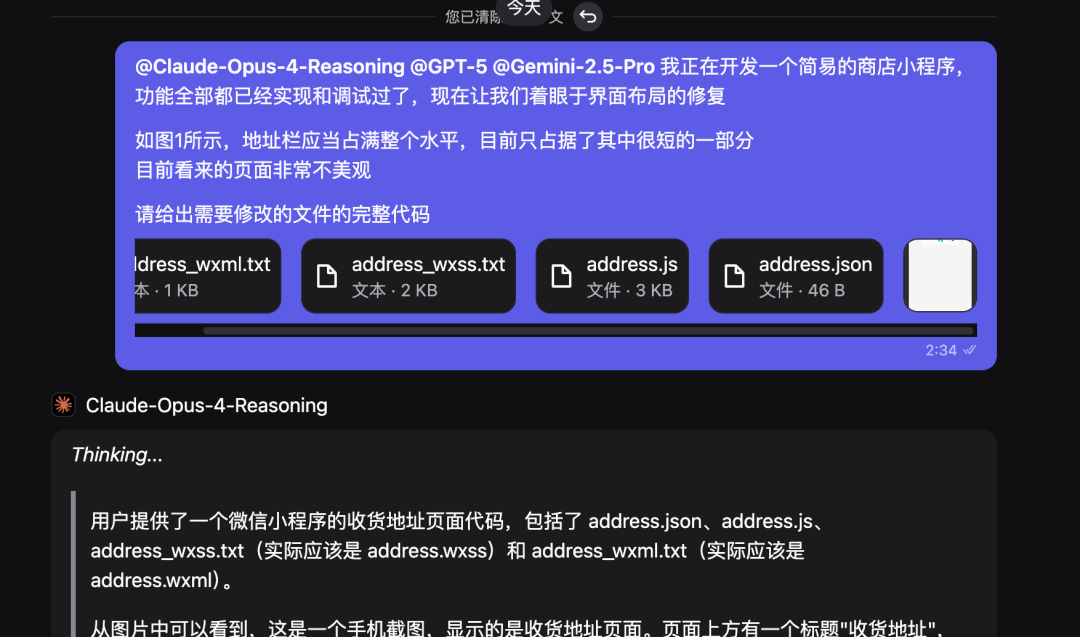 您已清除
今天
文
@Claude-Opus-4-Reasoning @GPT-5 @Gemini-2.5-Pro 我正在开发一个简易的商店小程序，
功能全部都已经实现和调试过了，现在让我们着眼于界面布局的修复
如图1所示，地址栏应当占满整个水平，目前只占据了其中很短的一部分
目前看来的页面非常不美观
请给出需要修改的文件的完整代码
dress_wxml.txt
本 · 1 KB
address_wxss.txt
文本 · 2 KB
address.js
文件 · 3 KB
address.json
文件 · 46 B
2:34
Claude-Opus-4-Reasoning
Thinking...
用户提供了一个微信小程序的收货地址页面代码，包括了 address.json、address.js、
address_wxss.txt（实际应该是 address.wxss）和 address_wxml.txt（实际应该是
address.wxml）。
从图片中可以看到，这是一个手机截图，显示的是收货地址页面。页面上方有一个标题"收货地址"，